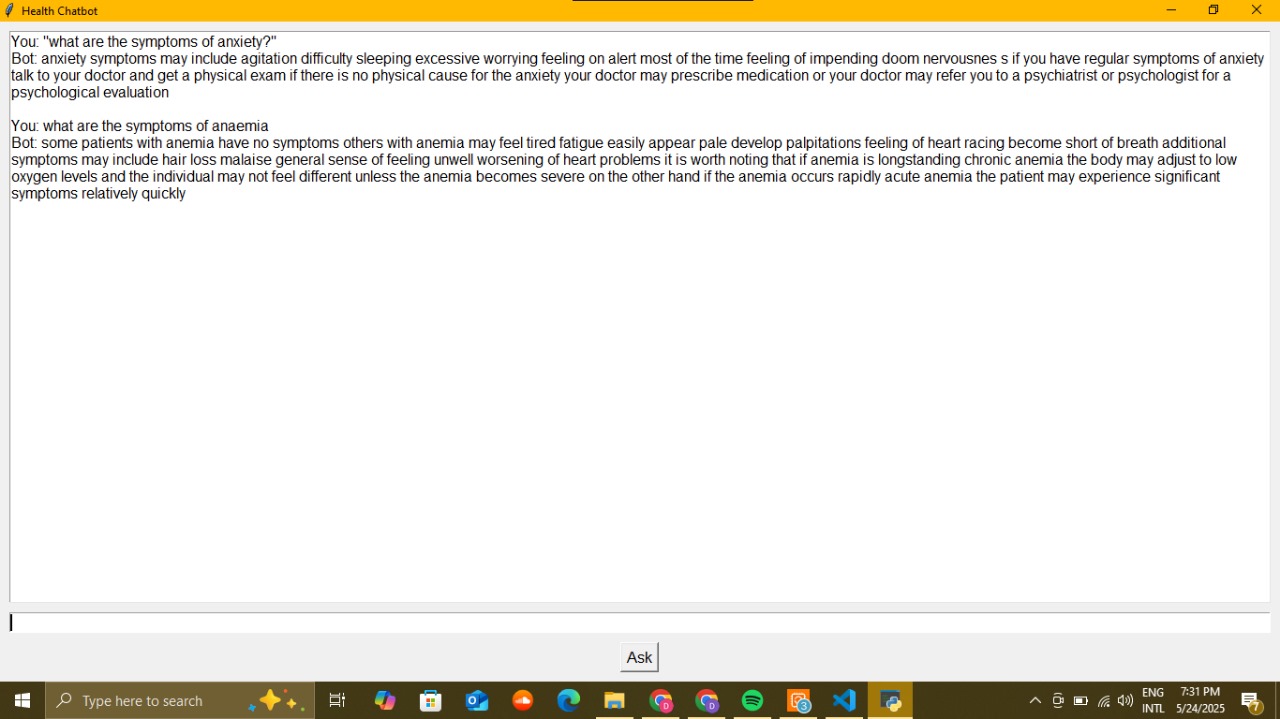 Health Chatbot
You: "what are the symptoms of anxiety?"
Bot: anxiety symptoms may include agitation difficulty sleeping excessive worrying feeling on alert most of the time feeling of impending doom nervousnes s if you have regular symptoms of anxiety
talk to your doctor and get a physical exam if there is no physical cause for the anxiety your doctor may prescribe medication or your doctor may refer you to a psychiatrist or psychologist for a
psychological evaluation
You: what are the symptoms of anaemia
Bot: some patients with anemia have no symptoms others with anemia may feel tired fatigue easily appear pale develop palpitations feeling of heart racing become short of breath additional
symptoms may include hair loss malaise general sense of feeling unwell worsening of heart problems it is worth noting that if anemia is longstanding chronic anemia the body may adjust to low
oxygen levels and the individual may not feel different unless the anemia becomes severe on the other hand if the anemia occurs rapidly acute anemia the patient may experience significant
symptoms relatively quickly
Ask
Type here to search
D
D
3
ENG
INTL
7:31 PM
5/24/2025
7